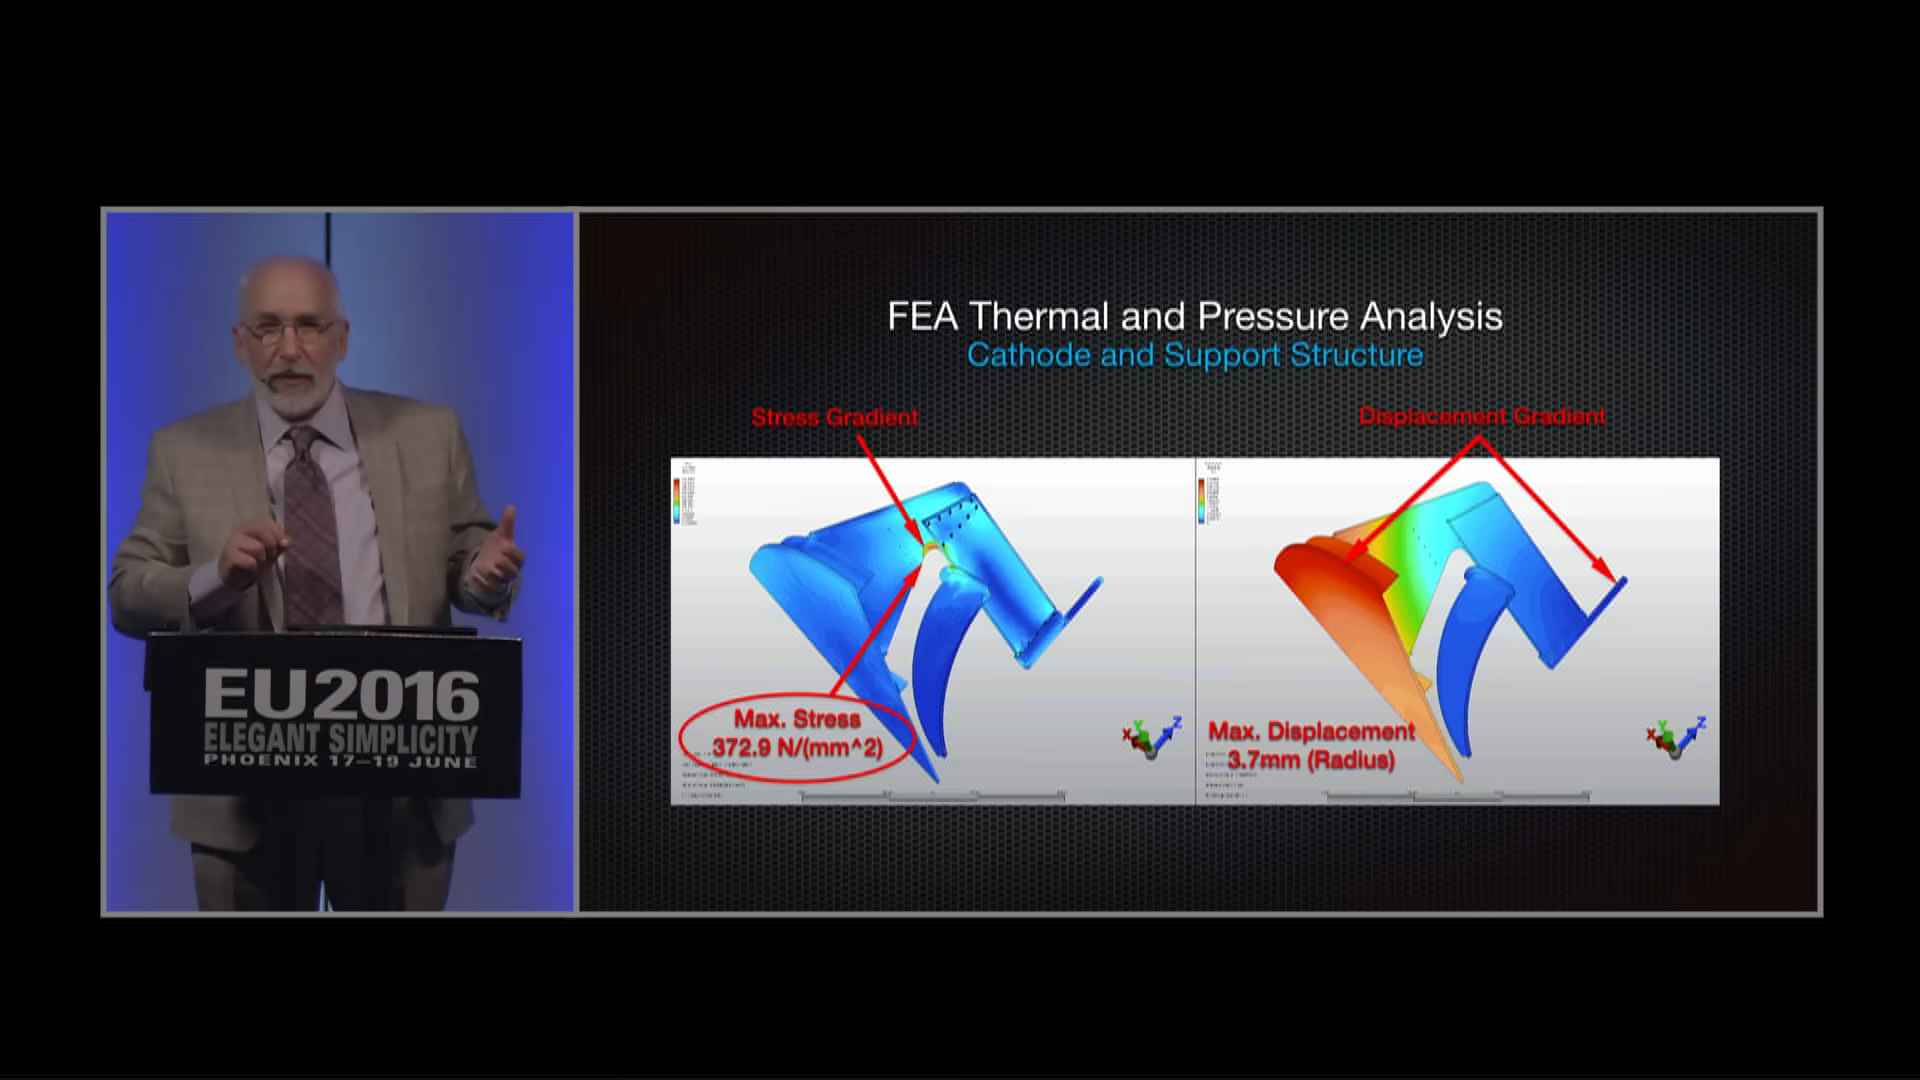 FEA Thermal and Pressure Analysis
Cathode and Support Structure
Stress Gradient
Displacement Gradient
Max. Stress
372.9 N/(mm^2)
Max. Displacement
3.7mm (Radius)
X
Y
Z
X
Y
Z
EU2016
ELEGANT SIMPLICITY
PHOENIX 17–19 JUNE